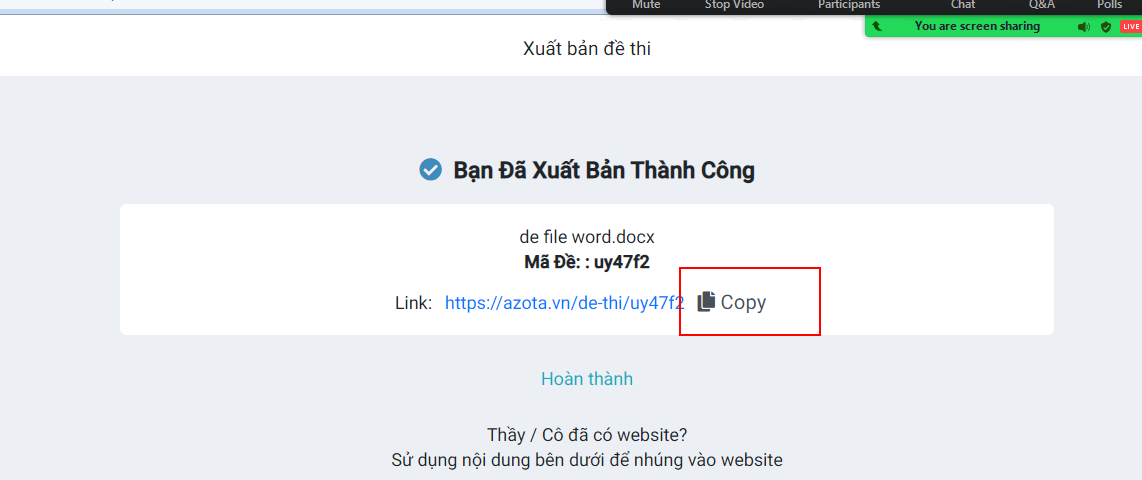 Mute Stop Video Participants Chat Q&A Polls
You are screen sharing LIVE
Xuất bản đề thi
Bạn Đã Xuất Bản Thành Công
de file word.docx
Mã Đề: : uy47f2
Link: https://azota.vn/de-thi/uy47f2 Copy
Hoàn thành
Thầy / Cô đã có website?
Sử dụng nội dung bên dưới để nhúng vào website